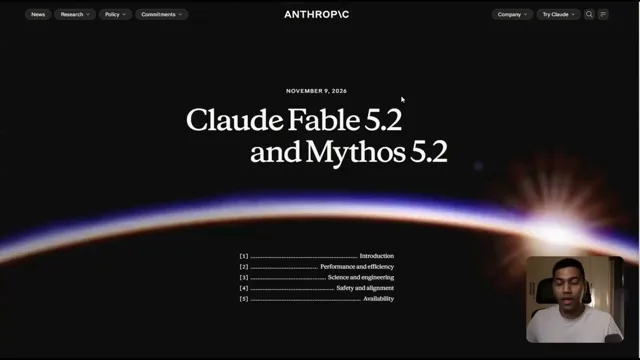 News
Research
Policy
Commitments
ANTHROP\C
Company
Try Claude
NOVEMBER 9, 2026
Claude Fable 5.2
and Mythos 5.2
[1] Introduction
[2] Performance and efficiency
[3] Science and engineering
[4] Safety and alignment
[5] Availability